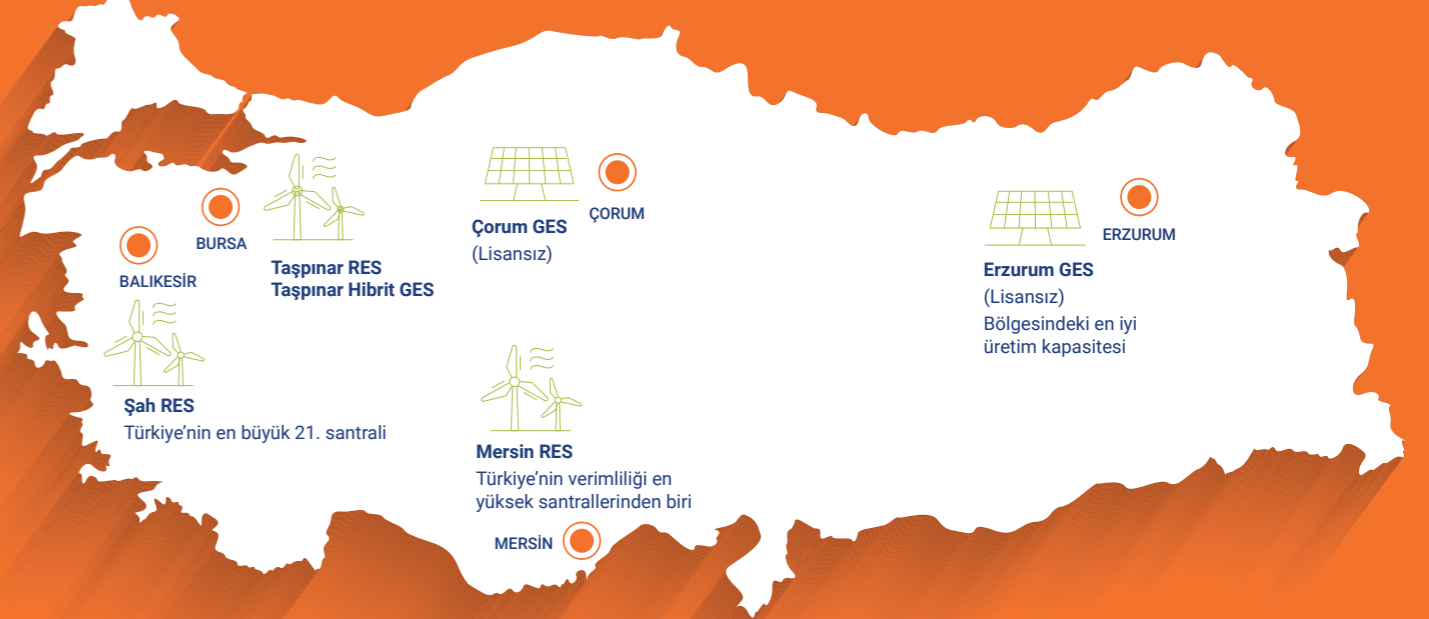 BURSA
BALIKESİR
Taşpınar RES
Taşpınar Hibrit GES
Şah RES
Türkiye’nin en büyük 21. santrali
Çorum GES
(Lisansız)
ÇORUM
Mersin RES
Türkiye’nin verimliliği en
yüksek santrallerinden biri
MERSİN
ERZURUM
Erzurum GES
(Lisansız)
Bölgesindeki en iyi
üretim kapasitesi